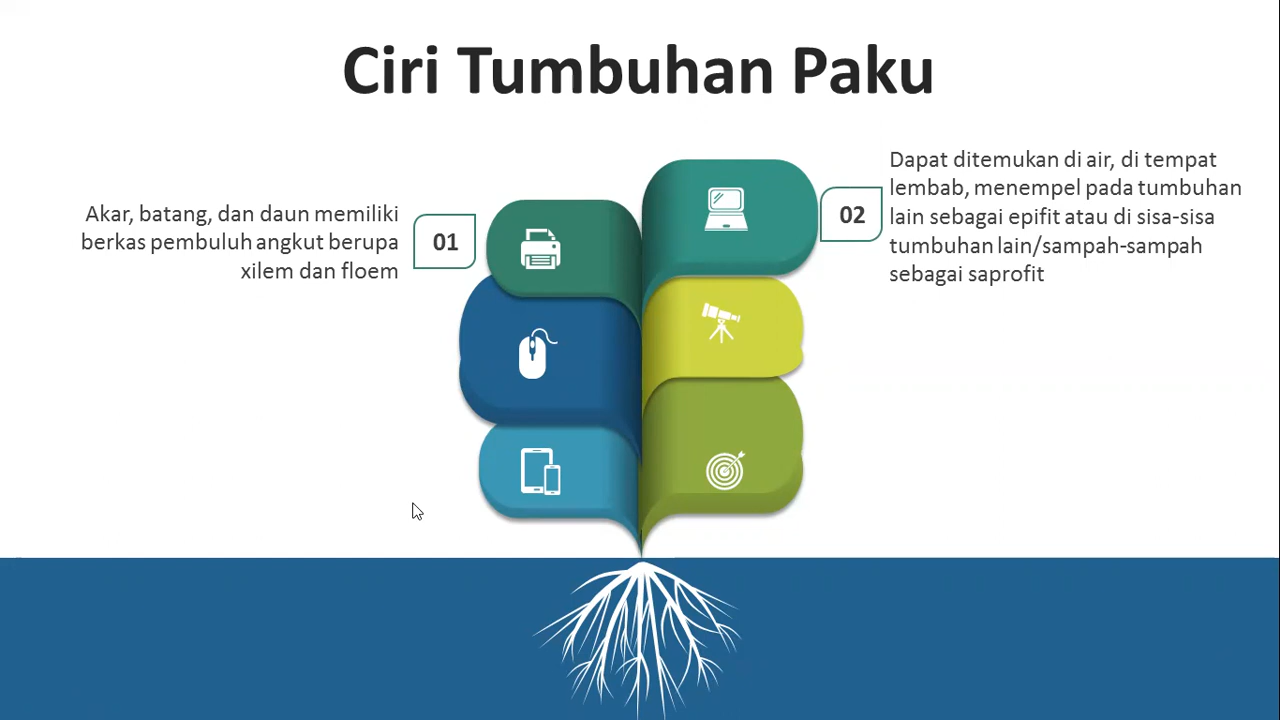 Ciri Tumbuhan Paku
Akar, batang, dan daun memiliki
berkas pembuluh angkut berupa
xilem dan floem
01
02
Dapat ditemukan di air, di tempat
lembab, menempel pada tumbuhan
lain sebagai epifit atau di sisa-sisa
tumbuhan lain/sampah-sampah
sebagai saprofit